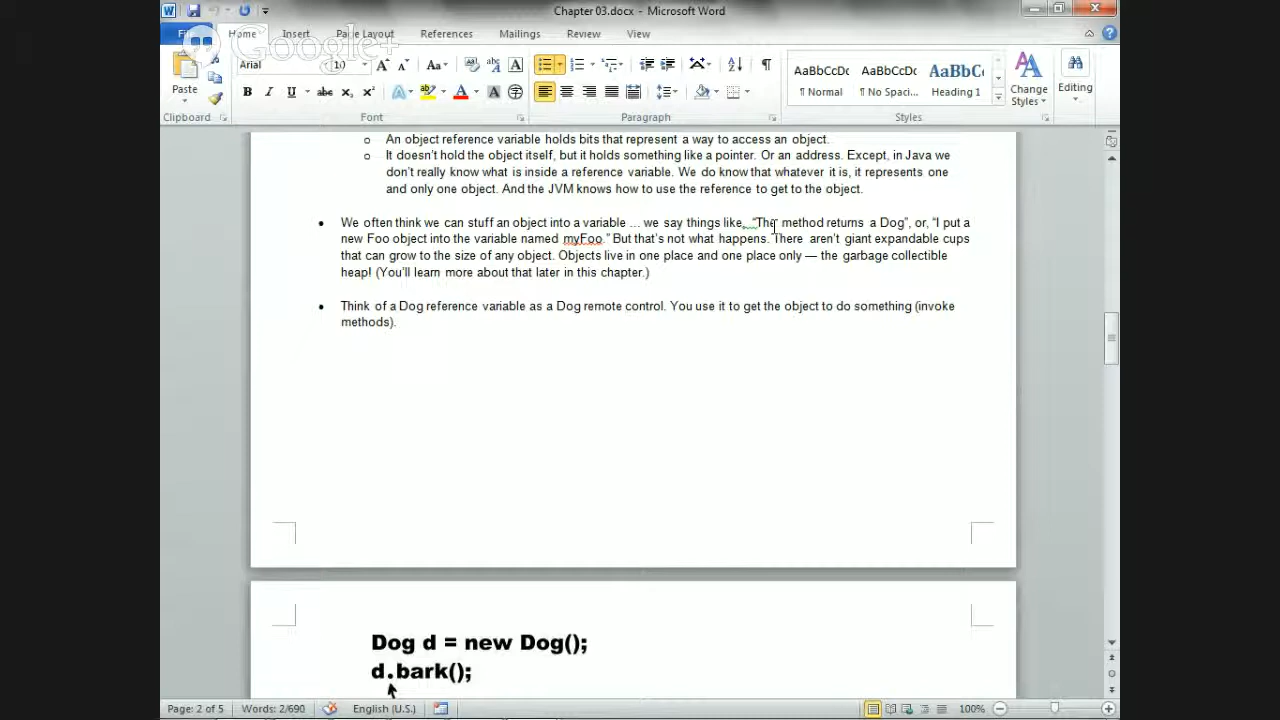 Chapter 03.docx - Microsoft Word
File Home Insert Page Layout References Mailings Review View
Google+
Arial 10
Paste
B I U abc x₂ x² A A
AaBbCcDc AaBbCcDc AaBbC
¶ Normal ¶ No Spaci... Heading 1
Change Styles Editing
Clipboard Font Paragraph Styles
o An object reference variable holds bits that represent a way to access an object.
o It doesn't hold the object itself, but it holds something like a pointer. Or an address. Except, in Java we
don't really know what is inside a reference variable. We do know that whatever it is, it represents one
and only one object. And the JVM knows how to use the reference to get to the object.
• We often think we can stuff an object into a variable ... we say things like, “The method returns a Dog”, or, “I put a
new Foo object into the variable named myFoo.” But that's not what happens. There aren't giant expandable cups
that can grow to the size of any object. Objects live in one place and one place only — the garbage collectible
heap! (You'll learn more about that later in this chapter.)
• Think of a Dog reference variable as a Dog remote control. You use it to get the object to do something (invoke
methods).
Dog d = new Dog();
d.bark();
Page: 2 of 5 Words: 2/690 English (U.S.) 100%